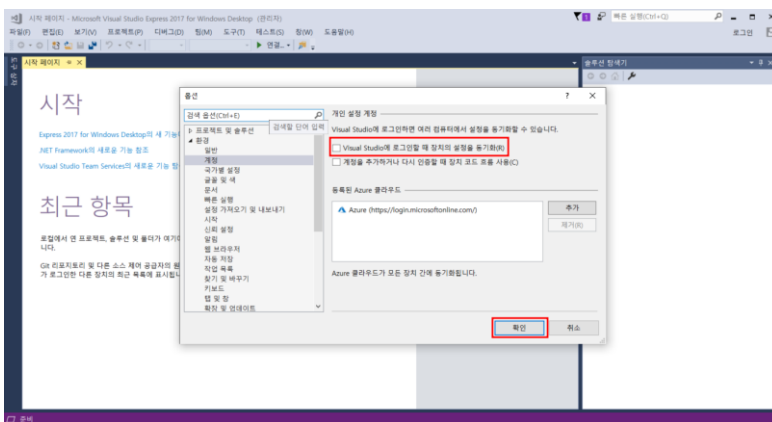 시작 페이지 - Microsoft Visual Studio Express 2017 for Windows Desktop (관리자)
빠른 실행(Ctrl+Q)
파일(F) 편집(E) 보기(V) 프로젝트(P) 디버그(D) 팀(M) 도구(T) 테스트(S) 창(W) 도움말(H)
로그인
연결...
시작 페이지
솔루션 탐색기
시작
Express 2017 for Windows Desktop의 새 기능
.NET Framework의 새로운 기능 참조
Visual Studio Team Services의 새로운 기능
최근 항목
로컬에서 연 프로젝트, 솔루션 및 폴더가 여기
니다.
Git 리포지토리 및 다른 소스 제어 공급자의 원
가 로그인한 다른 장치의 최근 목록에 표시됩니
옵션
? ×
검색 옵션(Ctrl+E)
검색할 단어 입력
프로젝트 및 솔루션
환경
일반
계정
국가별 설정
글꼴 및 색
문서
빠른 실행
설정 가져오기 및 내보내기
시작
신뢰 설정
알림
웹 브라우저
자동 저장
작업 목록
찾기 및 바꾸기
키보드
탭 및 창
확장 및 업데이트
개인 설정 계정
Visual Studio에 로그인하면 여러 컴퓨터에서 설정을 동기화할 수 있습니다.
Visual Studio에 로그인할 때 장치의 설정을 동기화(R)
계정을 추가하거나 다시 인증할 때 장치 코드 흐름 사용(C)
등록된 Azure 클라우드
Azure (https://login.microsoftonline.com/)
추가
제거(R)
Azure 클라우드가 모든 장치 간에 동기화됩니다.
확인
취소
준비